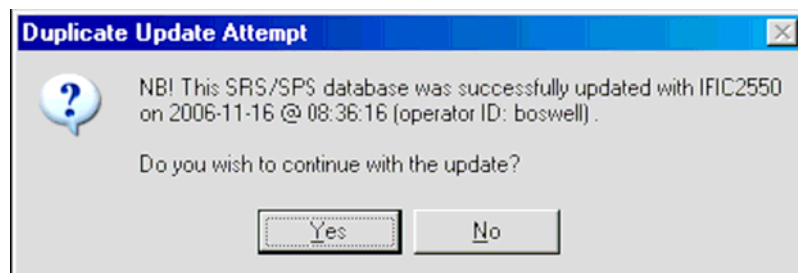 Duplicate Update Attempt
NB! This SRS/SPS database was successfully updated with IFIC2550
on 2006-11-16 @ 08:36:16 (operator ID: boswell) .
Do you wish to continue with the update?
Yes
No